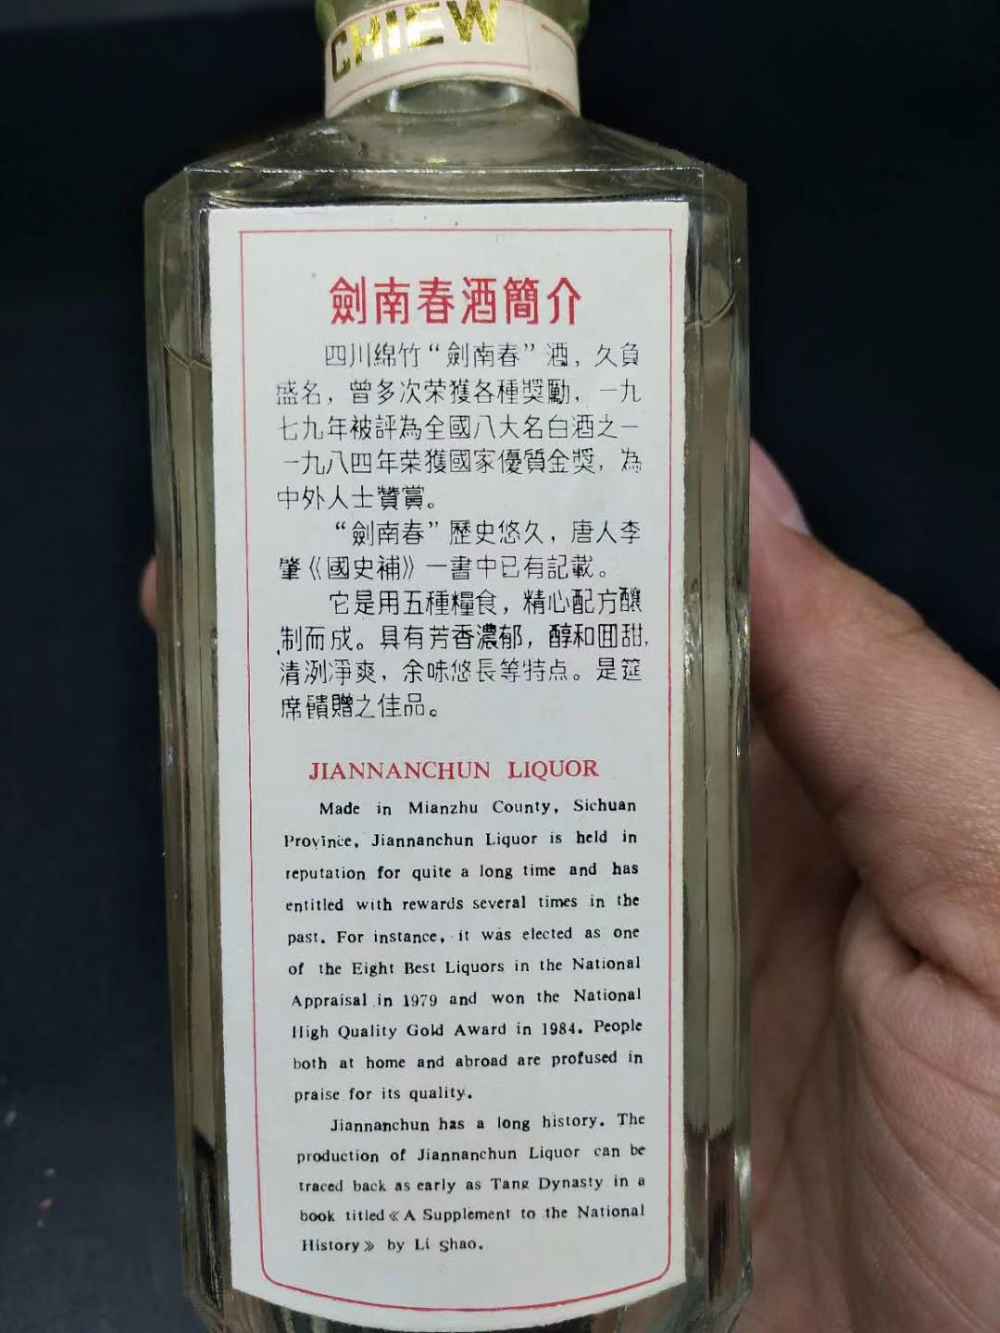 CHIEW
劍南春酒簡介
四川綿竹“劍南春”酒，久負
盛名，曾多次荣獲各種獎勵，一九
七九年被評為全國八大名白酒之一
一九八四年荣獲國家優質金獎，為
中外人士贊賞。
“劍南春”歷史悠久，唐人李
肇《國史補》一書中已有記載。
它是用五種糧食，精心配方釀
制而成。具有芳香濃郁，醇和回甜，
清洌凈爽，余味悠長等特点。是筵
席饋贈之佳品。
JIANNANCHUN LIQUOR
Made in Mianzhu County, Sichuan
Province, Jiannanchun Liquor is held in
reputation for quite a long time and has
entitled with rewards several times in the
past. For instance, it was elected as one
of the Eight Best Liquors in the National
Appraisal in 1979 and won the National
High Quality Gold Award in 1984. People
both at home and abroad are profused in
praise for its quality.
Jiannanchun has a long history. The
production of Jiannanchun Liquor can be
traced back as early as Tang Dynasty in a
book titled《A Supplement to the National
History》 by Li Shao.